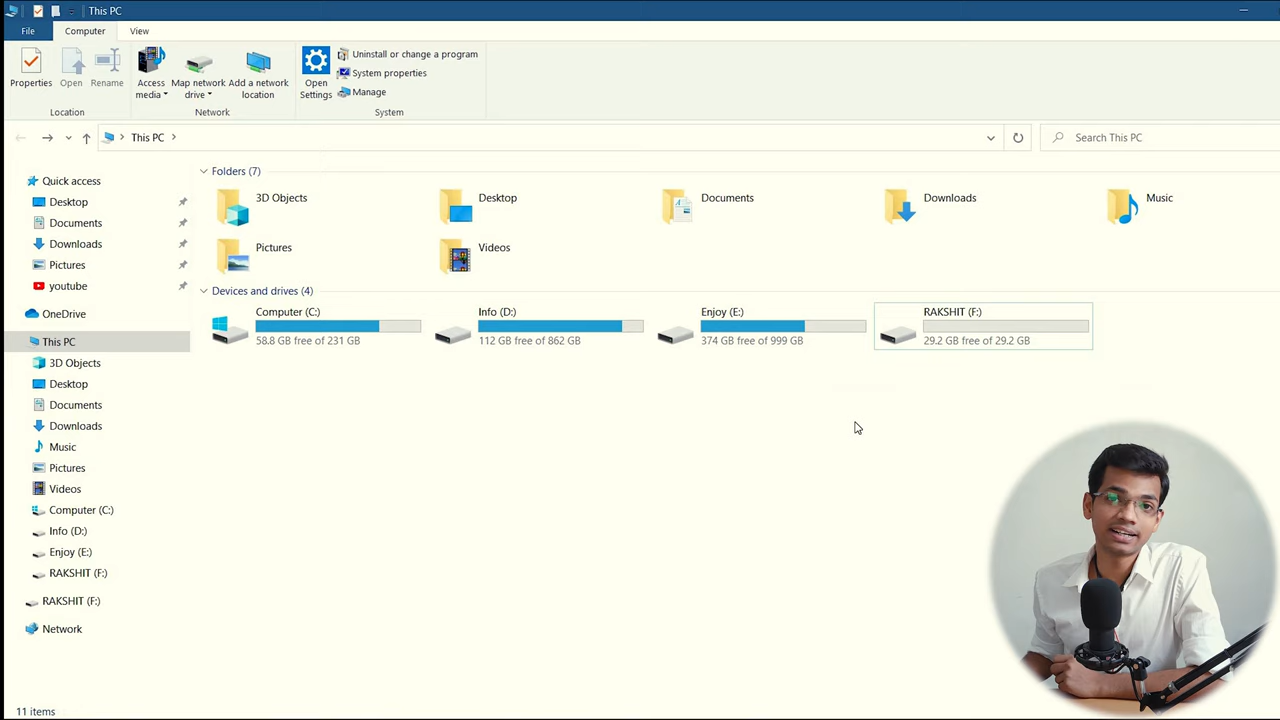 This PC
File
Computer
View
Properties
Open
Rename
Access media
Map network drive
Add a network location
Open Settings
Uninstall or change a program
System properties
Manage
Location
Network
System
This PC
Search This PC
Quick access
Desktop
Documents
Downloads
Pictures
youtube
OneDrive
This PC
3D Objects
Desktop
Documents
Downloads
Music
Pictures
Videos
Computer (C:)
Info (D:)
Enjoy (E:)
RAKSHIT (F:)
RAKSHIT (F:)
Network
Folders (7)
3D Objects
Desktop
Documents
Downloads
Music
Pictures
Videos
Devices and drives (4)
Computer (C:)
58.8 GB free of 231 GB
Info (D:)
112 GB free of 862 GB
Enjoy (E:)
374 GB free of 999 GB
RAKSHIT (F:)
29.2 GB free of 29.2 GB
11 items